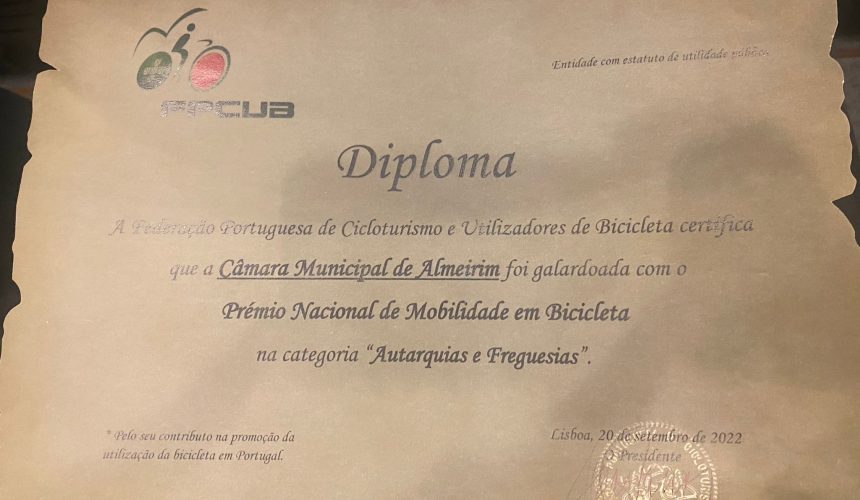 Entidade com estatuto de utilidade pública
FPCUB
Diploma
A Federação Portuguesa de Cicloturismo e Utilizadores de Bicicleta certifica
que a Câmara Municipal de Almeirim foi galardoada com o
Prémio Nacional de Mobilidade em Bicicleta
na categoria “Autarquias e Freguesias”.
* Pelo seu contributo na promoção da
utilização da bicicleta em Portugal.
Lisboa, 20 de setembro de 2022
O Presidente